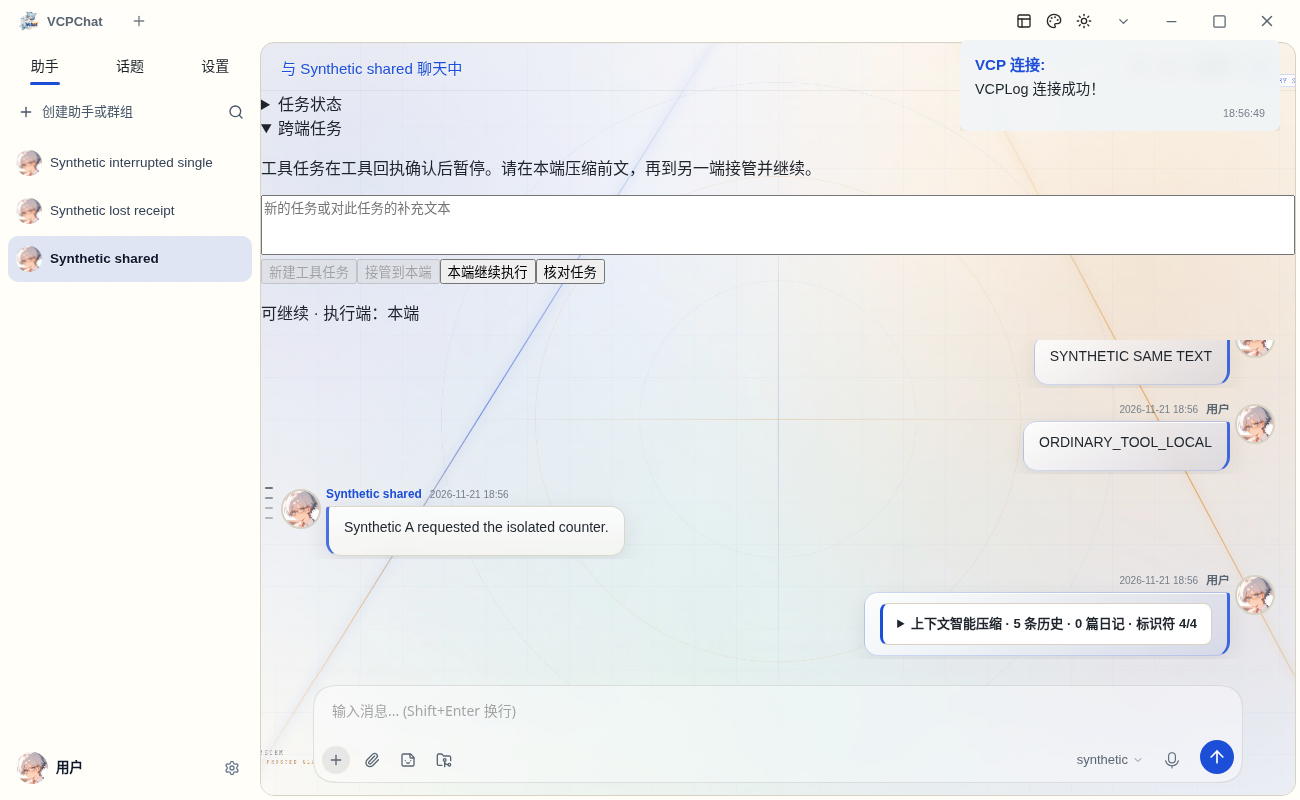 VCPChat
助手 话题 设置
创建助手或群组
Synthetic interrupted single
Synthetic lost receipt
Synthetic shared
用户
与 Synthetic shared 聊天中
VCP 连接:
VCPLog 连接成功!
18:56:49
任务状态
跨端任务
工具任务在工具回执确认后暂停。请在本端压缩前文，再到另一端接管并继续。
新的任务或对此任务的补充文本
新建工具任务 接管到本端 本端继续执行 核对任务
可继续 · 执行端：本端
SYNTHETIC SAME TEXT
2026-11-21 18:56 用户
ORDINARY_TOOL_LOCAL
Synthetic shared 2026-11-21 18:56
Synthetic A requested the isolated counter.
2026-11-21 18:56 用户
上下文智能压缩 · 5 条历史 · 0 篇日记 · 标识符 4/4
输入消息... (Shift+Enter 换行)
synthetic